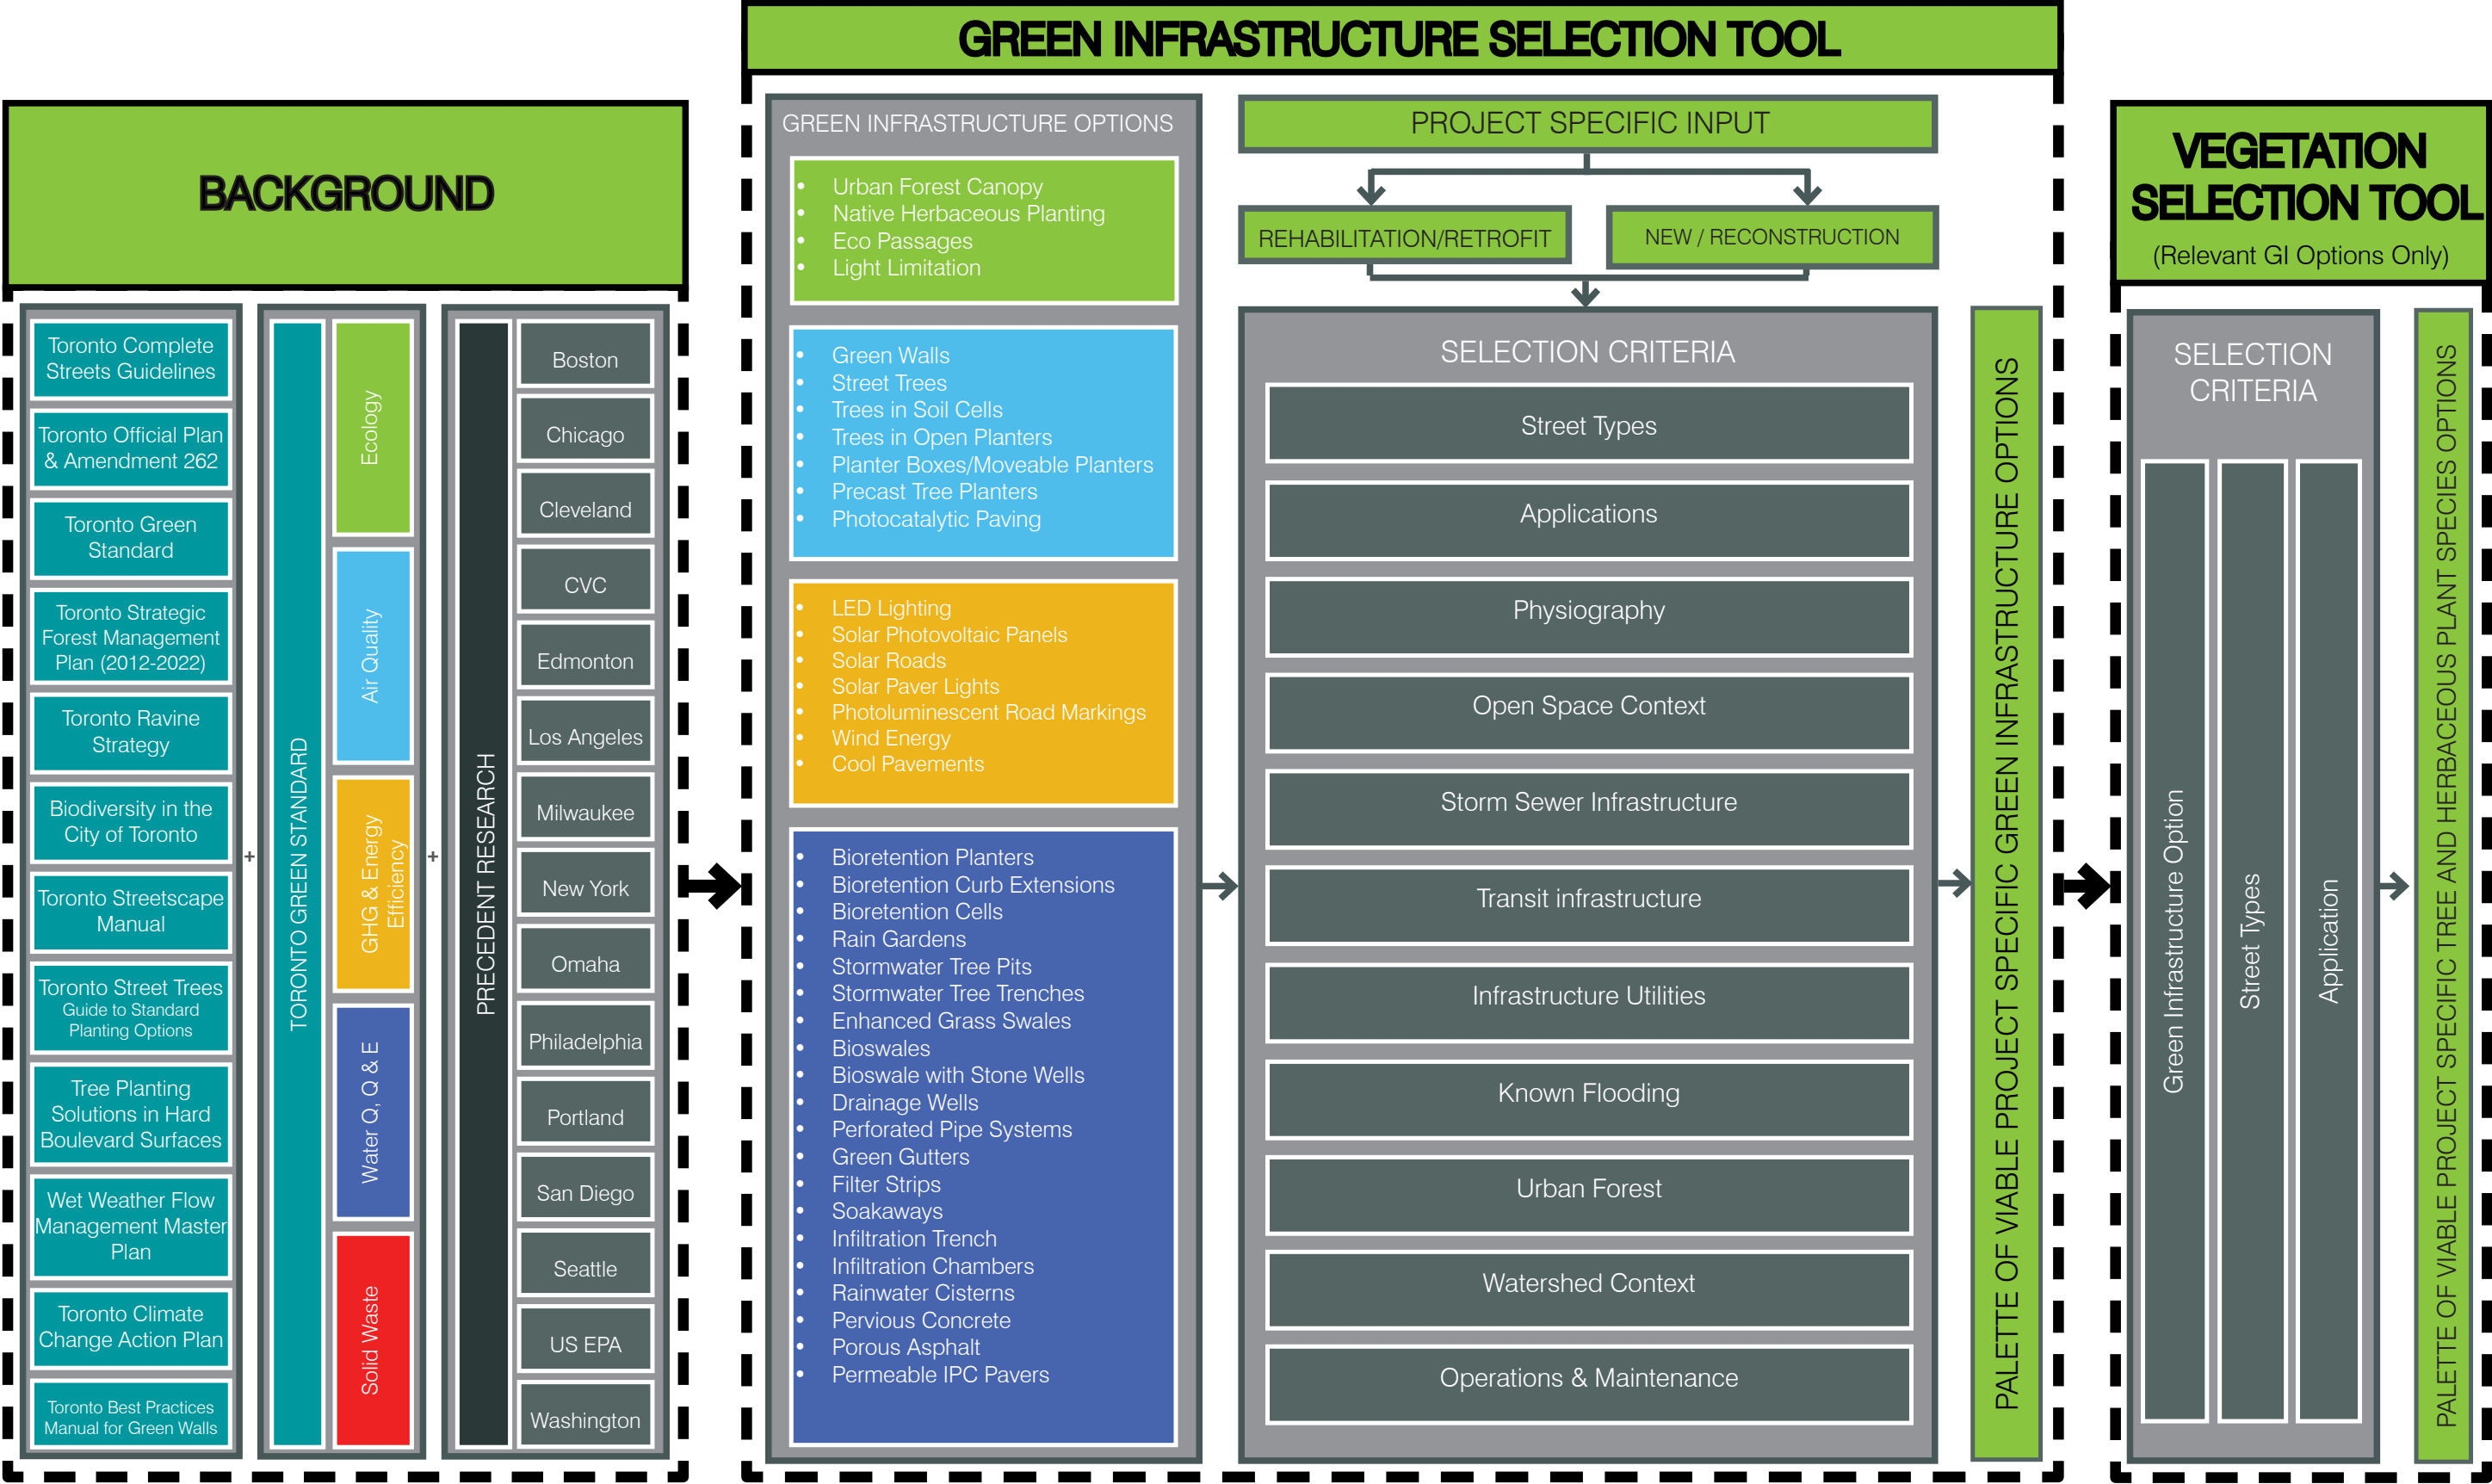 BACKGROUND
Toronto Complete
Streets Guidelines
Toronto Official Plan
& Amendment 262
Toronto Green
Standard
Toronto Strategic
Forest Management
Plan (2012-2022)
Toronto Ravine
Strategy
Biodiversity in the
City of Toronto
Toronto Streetscape
Manual
Toronto Street Trees
Guide to Standard
Planting Options
Tree Planting
Solutions in Hard
Boulevard Surfaces
Wet Weather Flow
Management Master
Plan
Toronto Climate
Change Action Plan
Toronto Best Practices
Manual for Green Walls
+
TORONTO GREEN STANDARD
Ecology
Air Quality
GHG & Energy
Efficiency
Water Q, Q & E
Solid Waste
+
PRECEDENT RESEARCH
Boston
Chicago
Cleveland
CVC
Edmonton
Los Angeles
Milwaukee
New York
Omaha
Philadelphia
Portland
San Diego
Seattle
US EPA
Washington
GREEN INFRASTRUCTURE SELECTION TOOL
GREEN INFRASTRUCTURE OPTIONS
• Urban Forest Canopy
• Native Herbaceous Planting
• Eco Passages
• Light Limitation
• Green Walls
• Street Trees
• Trees in Soil Cells
• Trees in Open Planters
• Planter Boxes/Moveable Planters
• Precast Tree Planters
• Photocatalytic Paving
• LED Lighting
• Solar Photovoltaic Panels
• Solar Roads
• Solar Paver Lights
• Photoluminescent Road Markings
• Wind Energy
• Cool Pavements
• Bioretention Planters
• Bioretention Curb Extensions
• Bioretention Cells
• Rain Gardens
• Stormwater Tree Pits
• Stormwater Tree Trenches
• Enhanced Grass Swales
• Bioswales
• Bioswale with Stone Wells
• Drainage Wells
• Perforated Pipe Systems
• Green Gutters
• Filter Strips
• Soakaways
• Infiltration Trench
• Infiltration Chambers
• Rainwater Cisterns
• Pervious Concrete
• Porous Asphalt
• Permeable IPC Pavers
PROJECT SPECIFIC INPUT
REHABILITATION/RETROFIT
NEW / RECONSTRUCTION
SELECTION CRITERIA
Street Types
Applications
Physiography
Open Space Context
Storm Sewer Infrastructure
Transit infrastructure
Infrastructure Utilities
Known Flooding
Urban Forest
Watershed Context
Operations & Maintenance
PALETTE OF VIABLE PROJECT SPECIFIC GREEN INFRASTRUCTURE OPTIONS
VEGETATION
SELECTION TOOL
(Relevant GI Options Only)
SELECTION
CRITERIA
Green Infrastructure Option
Street Types
Application
PALETTE OF VIABLE PROJECT SPECIFIC TREE AND HERBACEOUS PLANT SPECIES OPTIONS